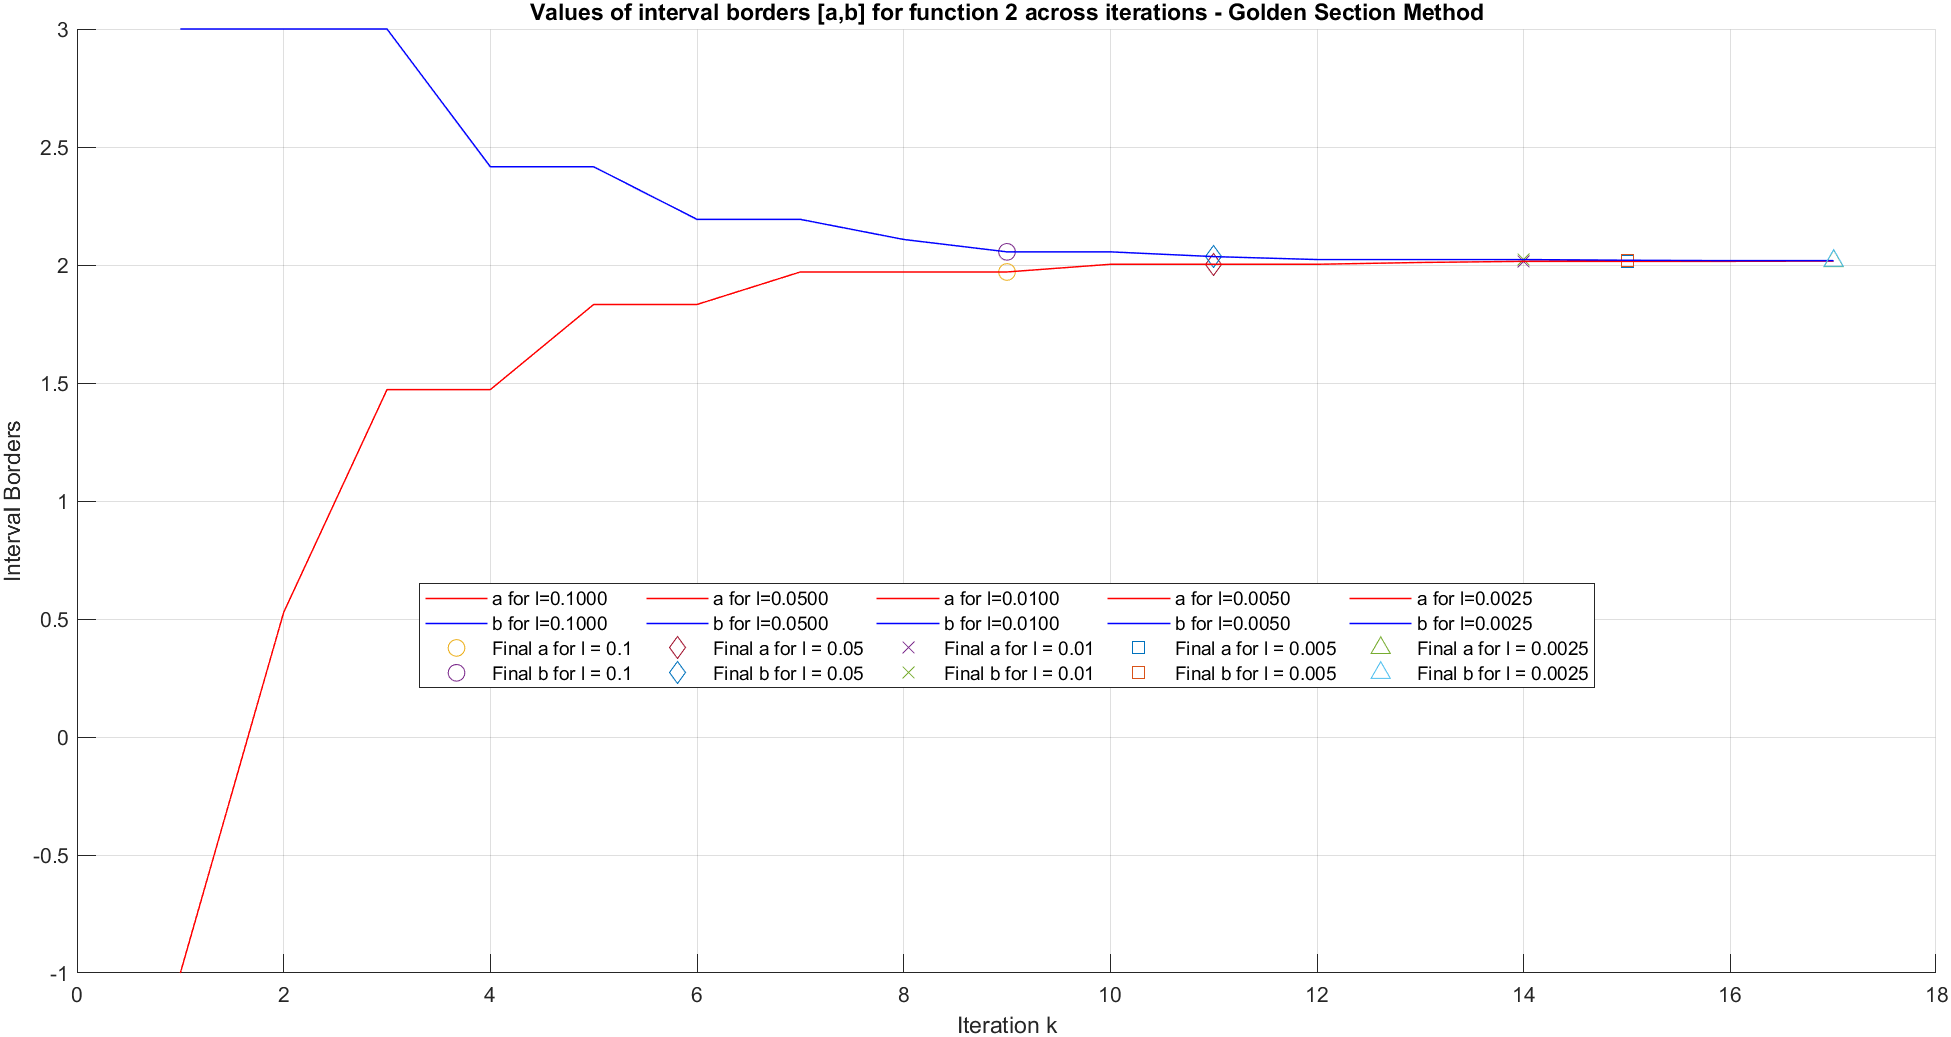 Values of interval borders [a,b] for function 2 across iterations - Golden Section Method
3
2.5
2
1.5
1
0.5
0
-0.5
-1
Interval Borders
a for l=0.1000 a for l=0.0500 a for l=0.0100 a for l=0.0050 a for l=0.0025
b for l=0.1000 b for l=0.0500 b for l=0.0100 b for l=0.0050 b for l=0.0025
Final a for l = 0.1 Final a for l = 0.05 Final a for l = 0.01 Final a for l = 0.005 Final a for l = 0.0025
Final b for l = 0.1 Final b for l = 0.05 Final b for l = 0.01 Final b for l = 0.005 Final b for l = 0.0025
0 2 4 6 8 10 12 14 16 18
Iteration k